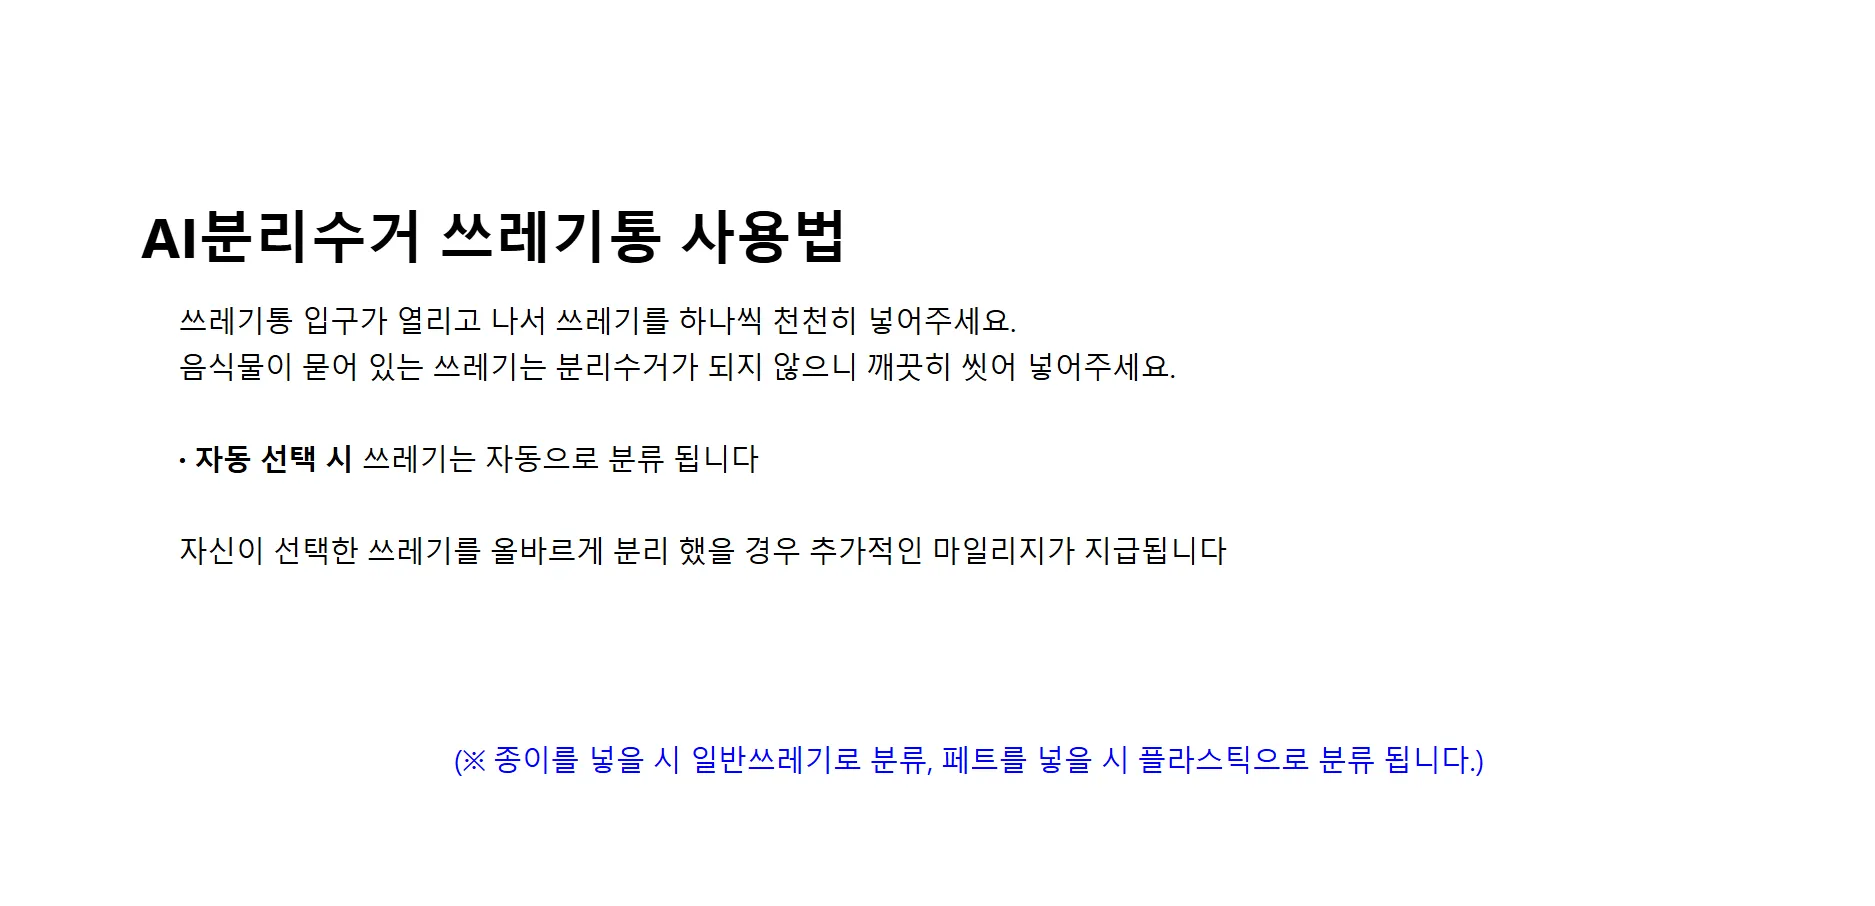 AI분리수거 쓰레기통 사용법
쓰레기통 입구가 열리고 나서 쓰레기를 하나씩 천천히 넣어주세요.
음식물이 묻어 있는 쓰레기는 분리수거가 되지 않으니 깨끗히 씻어 넣어주세요.
• 자동 선택 시 쓰레기는 자동으로 분류 됩니다
자신이 선택한 쓰레기를 올바르게 분리 했을 경우 추가적인 마일리지가 지급됩니다
(※ 종이를 넣을 시 일반쓰레기로 분류, 페트를 넣을 시 플라스틱으로 분류 됩니다.)